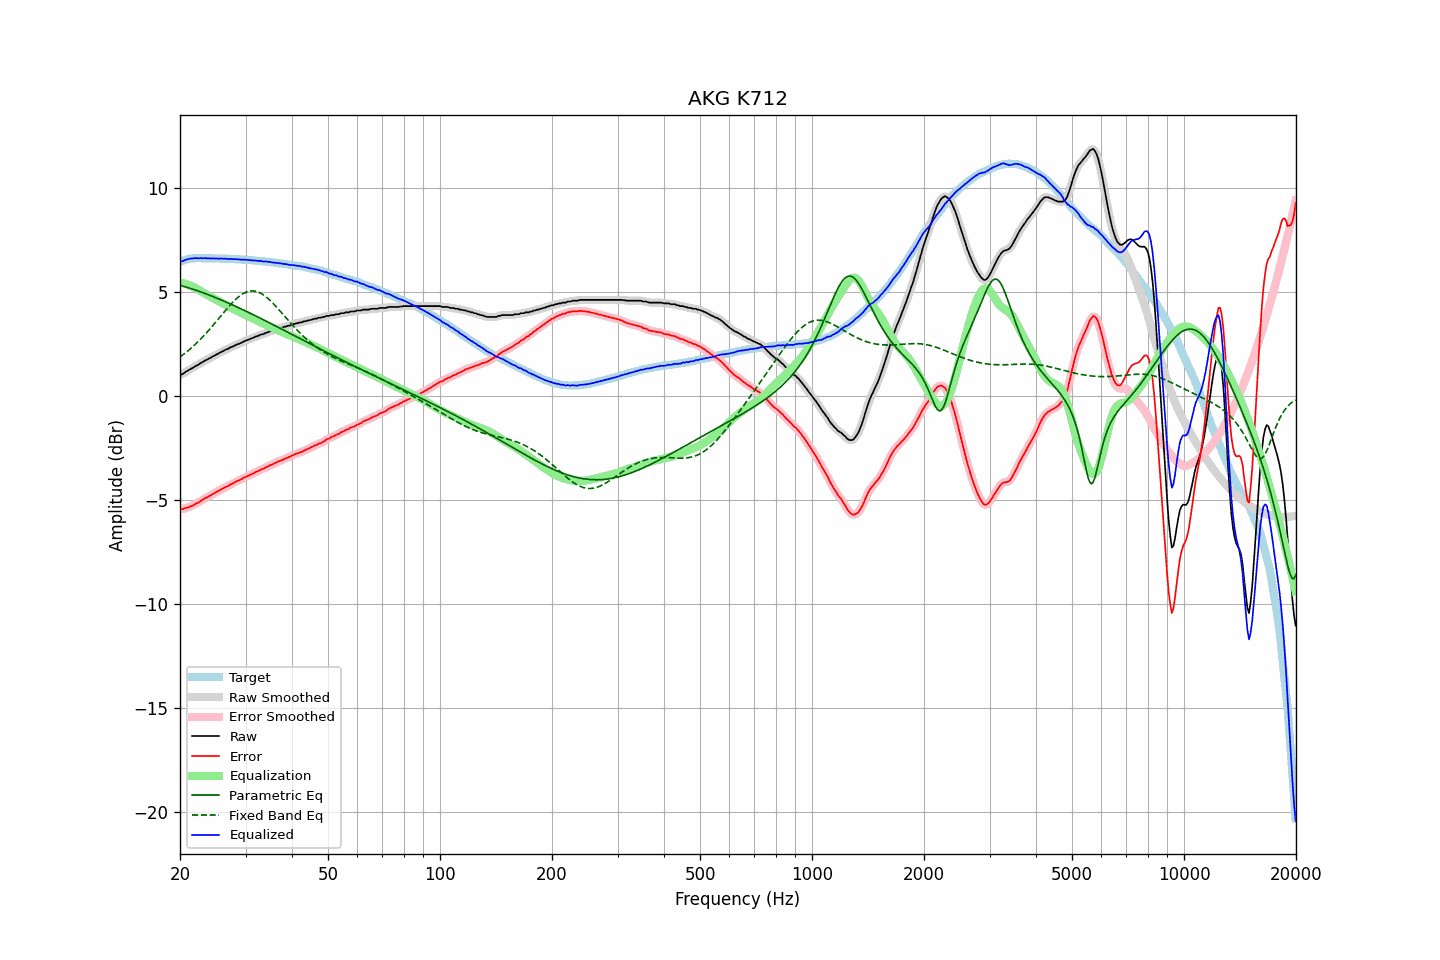 AKG K712
Amplitude (dBr)
10
5
0
−5
−10
−15
−20
Target
Raw Smoothed
Error Smoothed
Raw
Error
Equalization
Parametric Eq
Fixed Band Eq
Equalized
20 50 100 200 500 1000 2000 5000 10000 20000
Frequency (Hz)